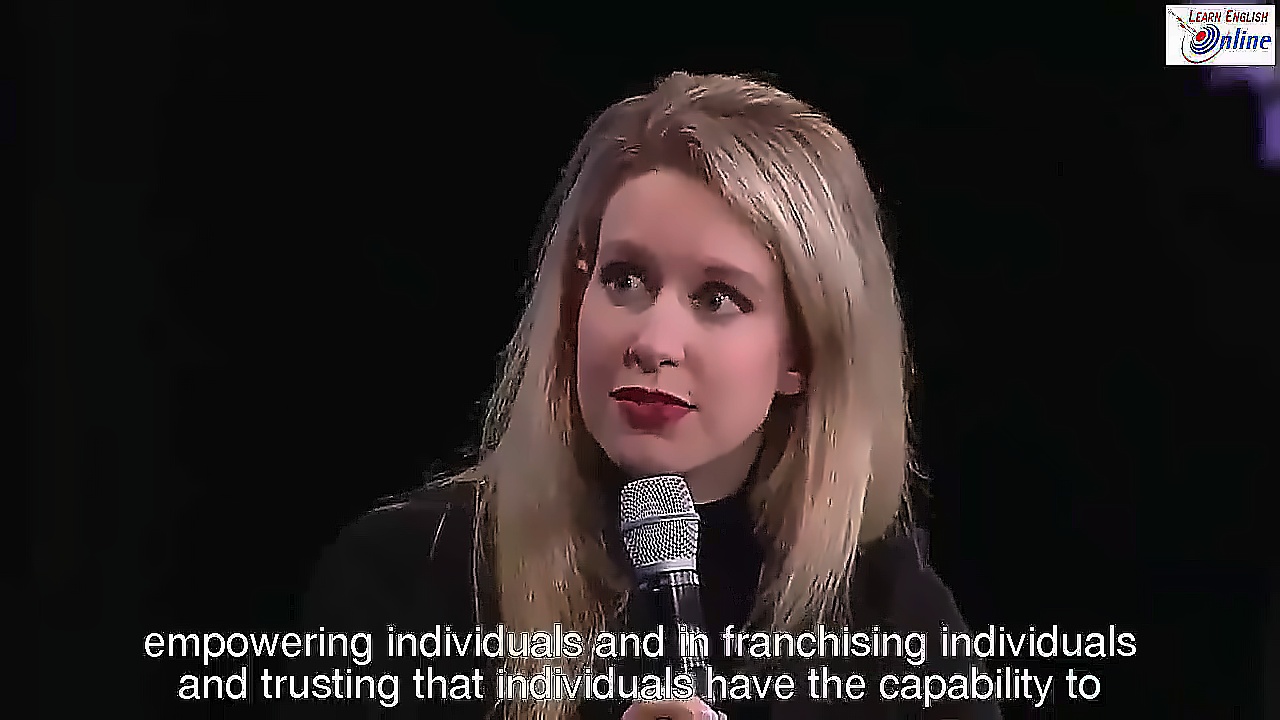 LEARN ENGLISH
Online
empowering individuals and in franchising individuals
and trusting that individuals have the capability to